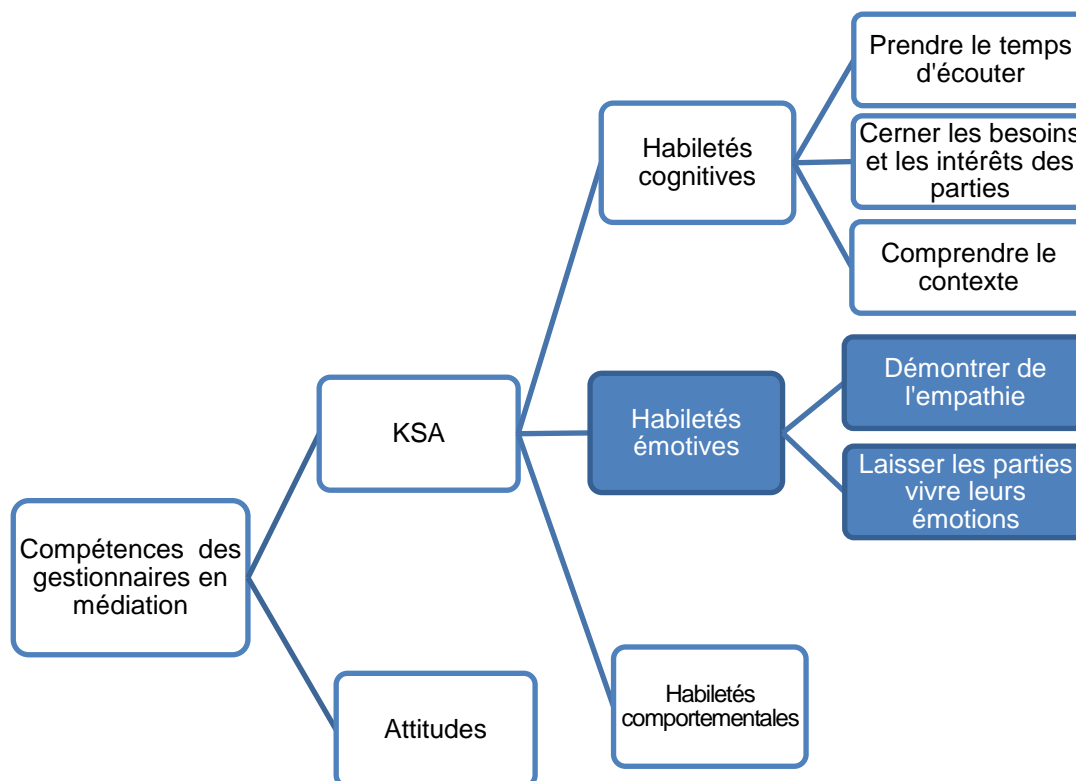 Prendre le temps
d'écouter
Habiletés
cognitives
Cerner les besoins
et les intérêts des
parties
Comprendre le
contexte
Démontrer de
l'empathie
KSA
Habiletés
émotives
Laisser les parties
vivre leurs
émotions
Compétences des
gestionnaires en
médiation
Habiletés
comportementales
Attitudes